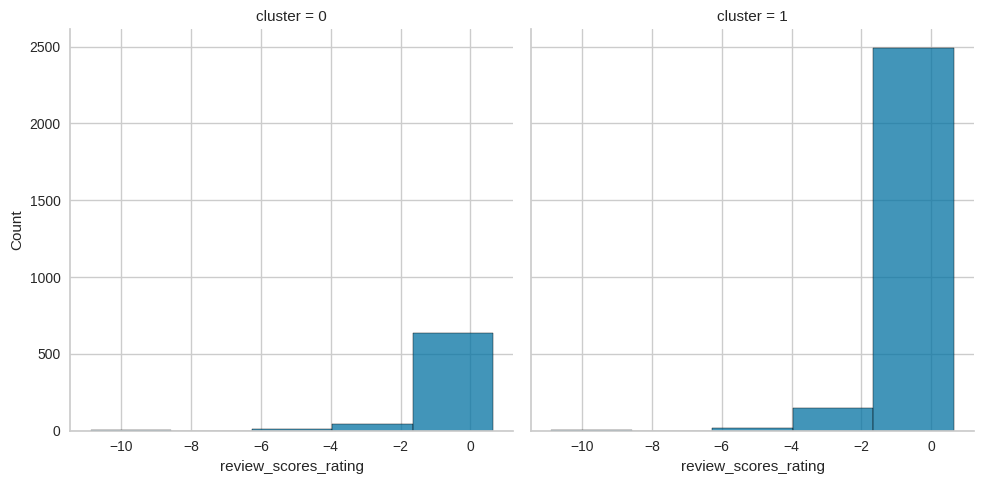 cluster = 0
cluster = 1
2500
2000
1500
1000
500
0
Count
−10 −8 −6 −4 −2 0
−10 −8 −6 −4 −2 0
review_scores_rating
review_scores_rating